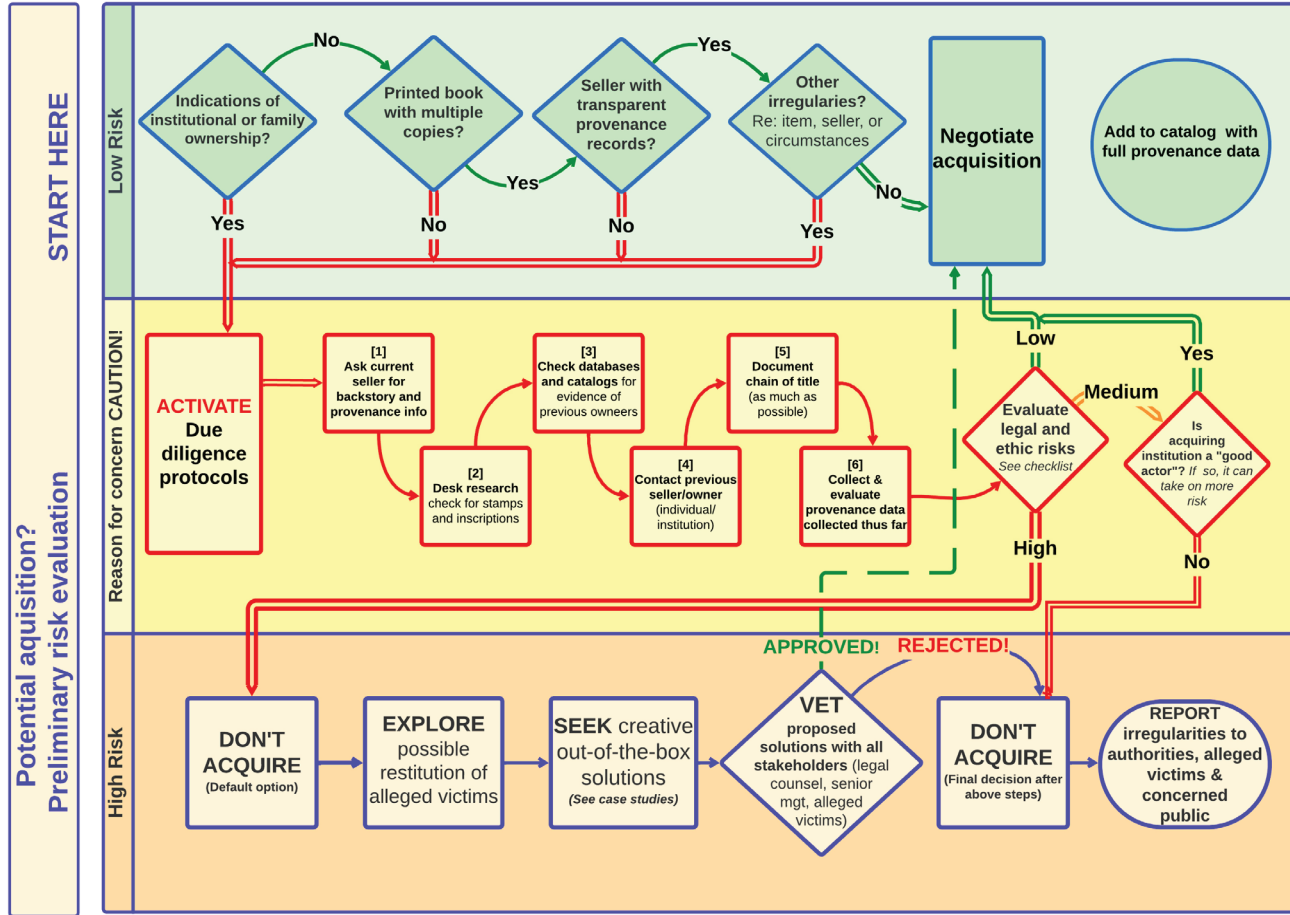 START HERE
Potential aquisition?
Preliminary risk evaluation
Low Risk
Indications of
institutional or family
ownership?
No
Printed book
with multiple
copies?
Yes
Seller with
transparent
provenance
records?
Yes
Other
irregularies?
Re: item, seller, or
circumstances
No
Negotiate
acquisition
Add to catalog with
full provenance data
Yes
No
No
Yes
Reason for concern CAUTION!
ACTIVATE
Due
diligence
protocols
[1]
Ask current
seller for
backstory and
provenance info
[2]
Desk research
check for stamps
and inscriptions
[3]
Check databases
and catalogs for
evidence of
previous owneers
[4]
Contact previous
seller/owner
(individual/
institution)
[5]
Document
chain of title
(as much as
possible)
[6]
Collect &
evaluate
provenance data
collected thus far
Evaluate
legal and
ethic risks
See checklist
Low
Medium
High
Is
acquiring
institution a "good
actor"? If so, it can
take on more
risk
Yes
No
High Risk
DON'T
ACQUIRE
(Default option)
EXPLORE
possible
restitution of
alleged victims
SEEK creative
out-of-the-box
solutions
(See case studies)
VET
proposed
solutions with all
stakeholders (legal
counsel, senior
mgt, alleged
victims)
APPROVED!
REJECTED!
DON'T
ACQUIRE
(Final decision after
above steps)
REPORT
irregularities to
authorities, alleged
victims &
concerned
public